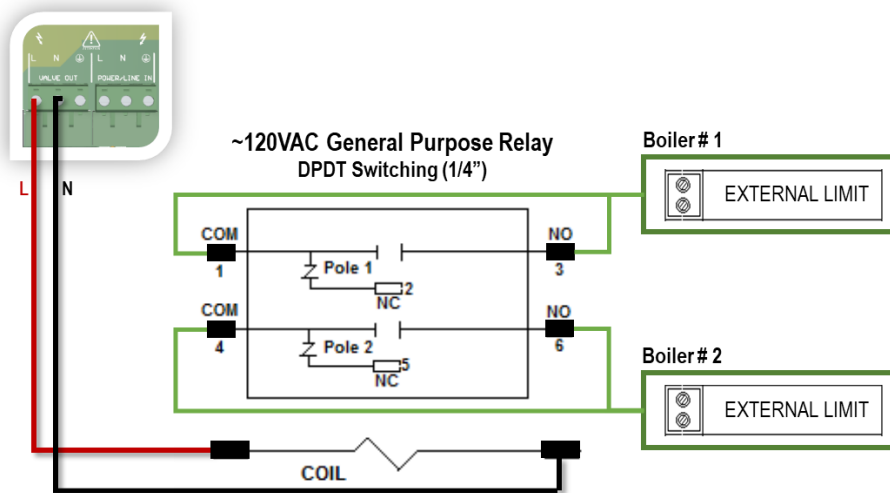 L N L N
VALVE OUT POWER/LINE IN
L N
~120VAC General Purpose Relay
DPDT Switching (1/4”)
Boiler # 1
EXTERNAL LIMIT
COM
1
NO
3
Pole 1
2
NC
COM
4
NO
6
Pole 2
5
NC
Boiler # 2
EXTERNAL LIMIT
COIL